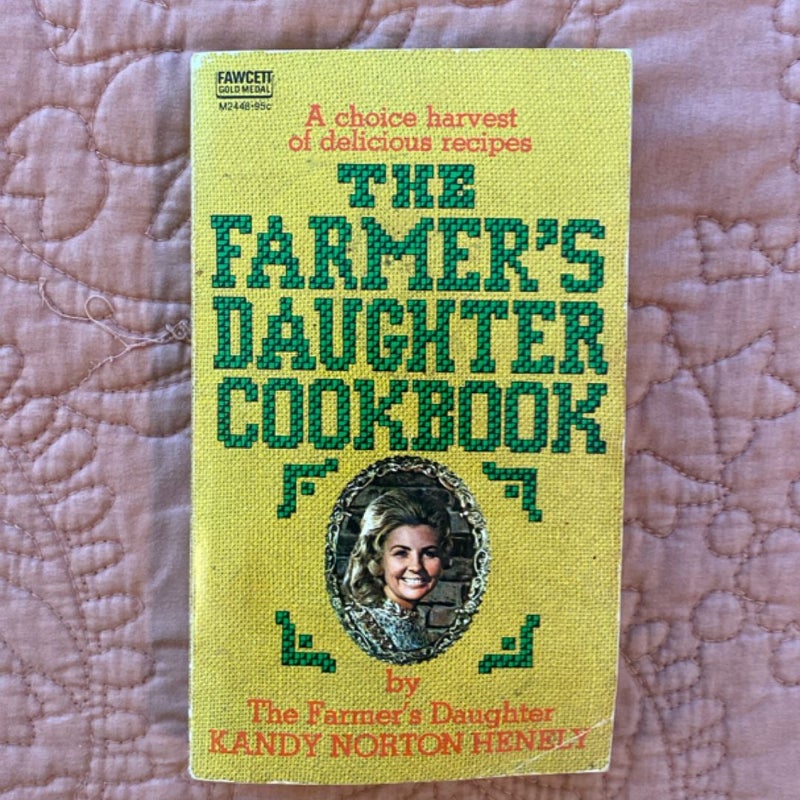 FAWCETT
GOLD MEDAL
M2448•95c
A choice harvest
of delicious recipes
THE
FARMER'S
DAUGHTER
COOKBOOK
by
The Farmer's Daughter
KANDY NORTON HENELY